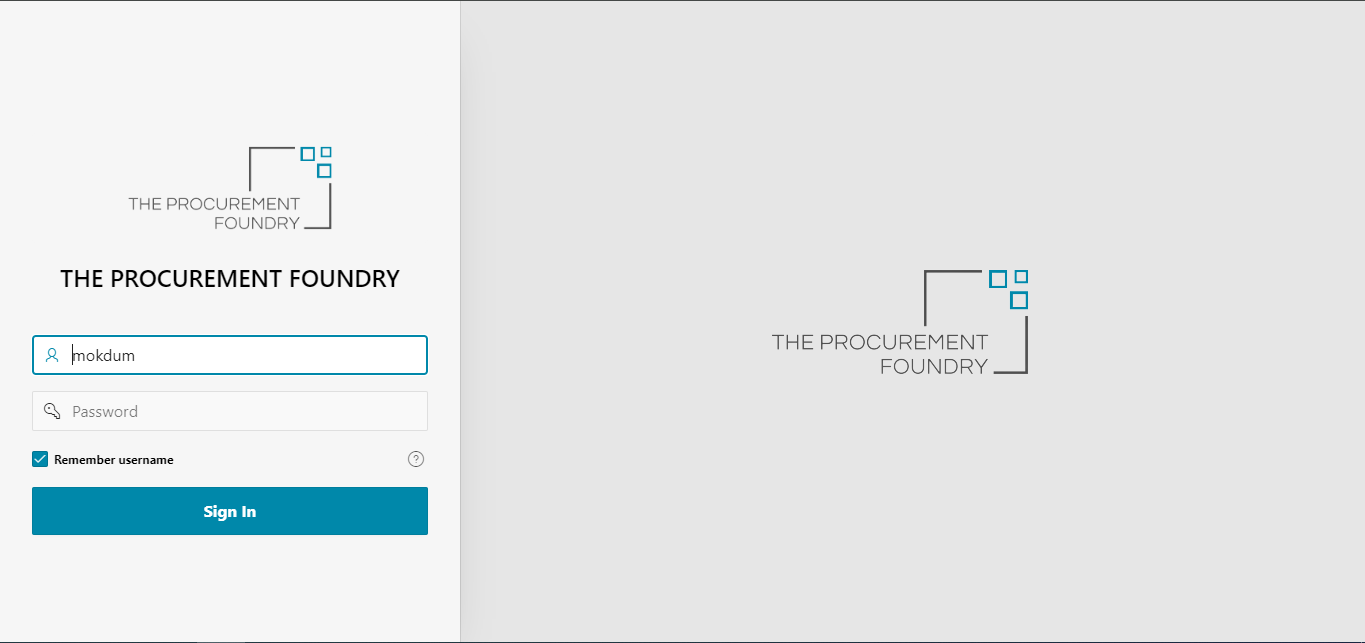 THE PROCUREMENT
FOUNDRY
THE PROCUREMENT FOUNDRY
mokdum
Password
Remember username
?
Sign In
THE PROCUREMENT
FOUNDRY